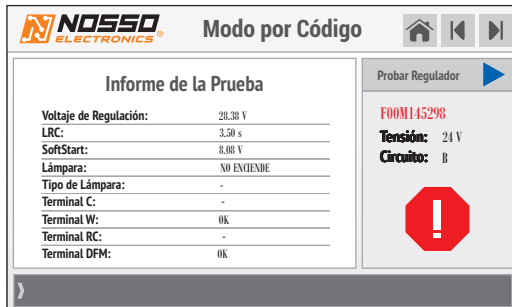 NOSSO
ELECTRONICS®
Modo por Código
Informe de la Prueba
Voltaje de Regulación: 28.38 V
LRC: 3.50 s
SoftStart: 8.08 V
Lámpara: NO ENCIENDE
Tipo de Lámpara: -
Terminal C: -
Terminal W: OK
Terminal RC: -
Terminal DFM: OK
Probar Regulador
F00M145298
Tensión: 24 V
Circuito: B
!